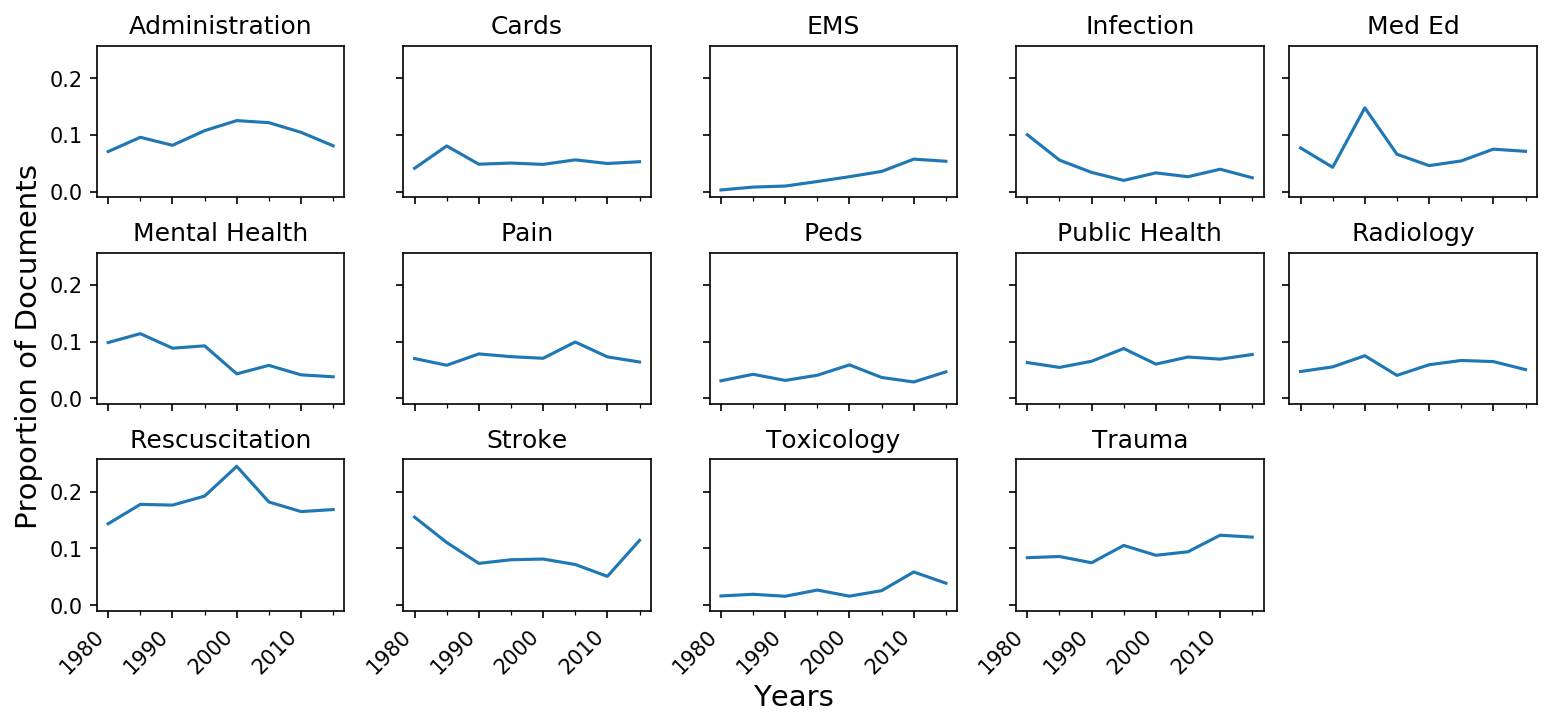 Administration
Cards
EMS
Infection
Med Ed
0.2
0.1
0.0
Mental Health
Pain
Peds
Public Health
Radiology
0.2
0.1
0.0
Rescuscitation
Stroke
Toxicology
Trauma
0.2
0.1
0.0
1980
1990
2000
2010
1980
1990
2000
2010
1980
1990
2000
2010
1980
1990
2000
2010
Proportion of Documents
Years